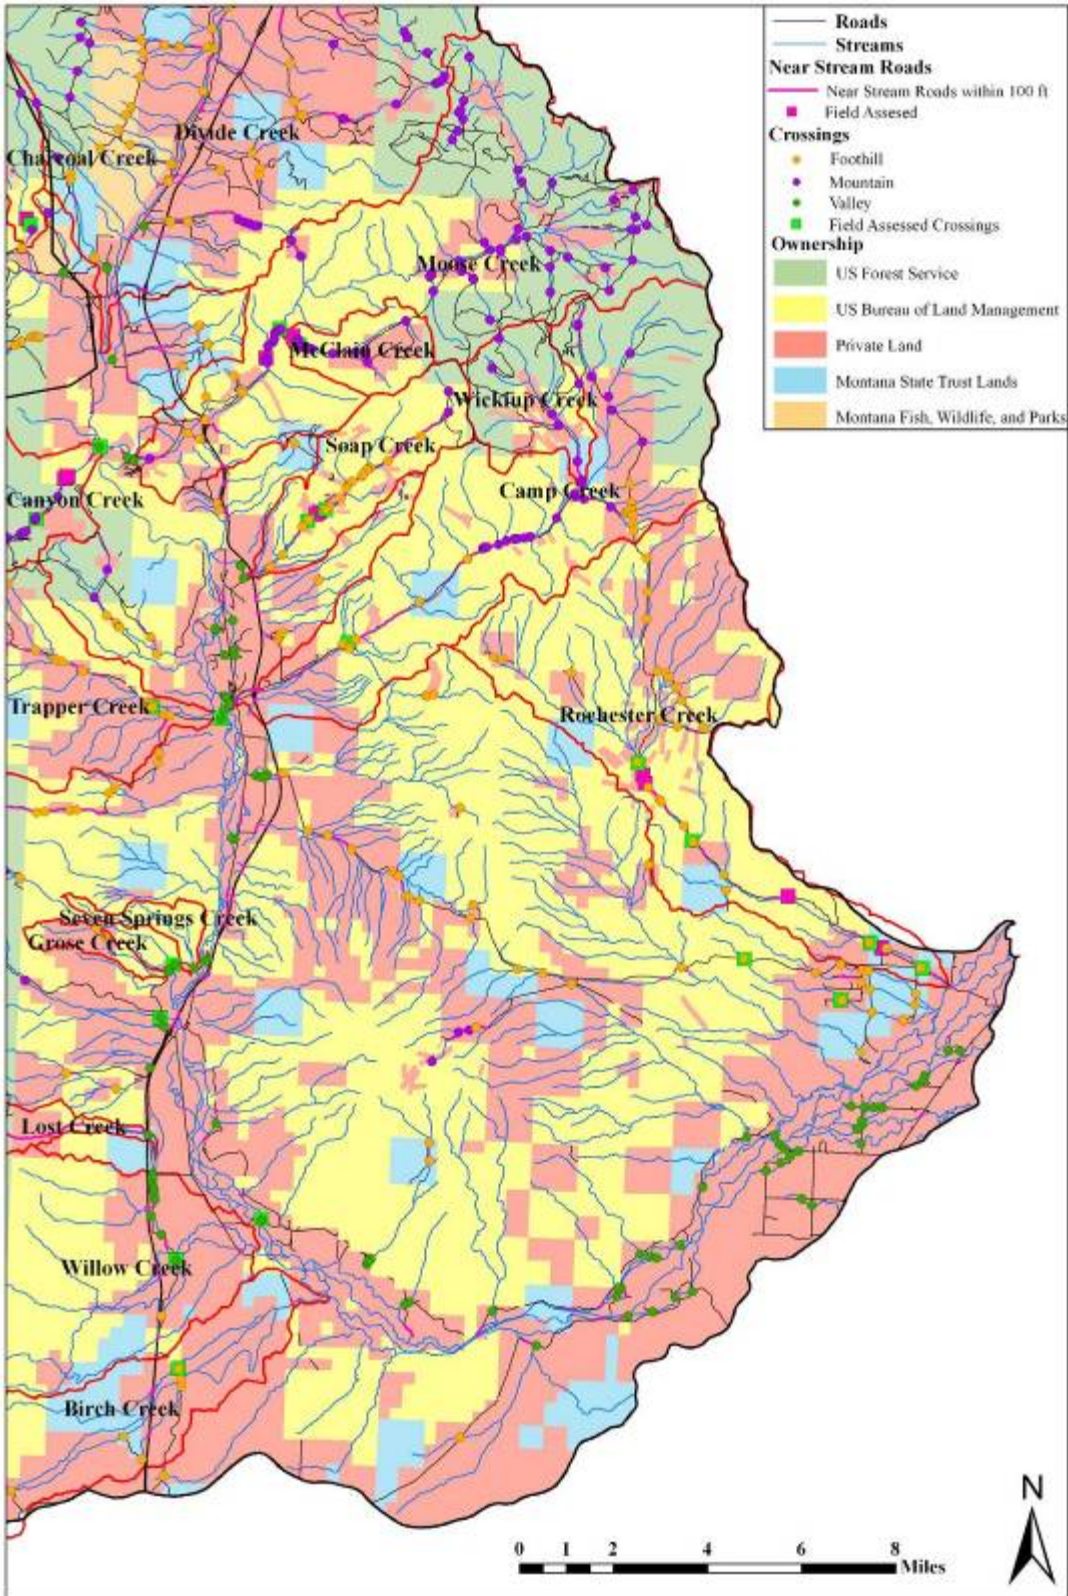 Roads
Streams
Near Stream Roads
Near Stream Roads within 100 ft
Field Assesed
Crossings
Foothill
Mountain
Valley
Field Assessed Crossings
Ownership
US Forest Service
US Bureau of Land Management
Private Land
Montana State Trust Lands
Montana Fish, Wildlife, and Parks
Divide Creek
Charcoal Creek
Moose Creek
McClain Creek
Wickiup Creek
Soap Creek
Camp Creek
Canyon Creek
Trapper Creek
Rochester Creek
Seven Springs Creek
Grose Creek
Lost Creek
Willow Creek
Birch Creek
N
0 1 2 4 6 8
Miles